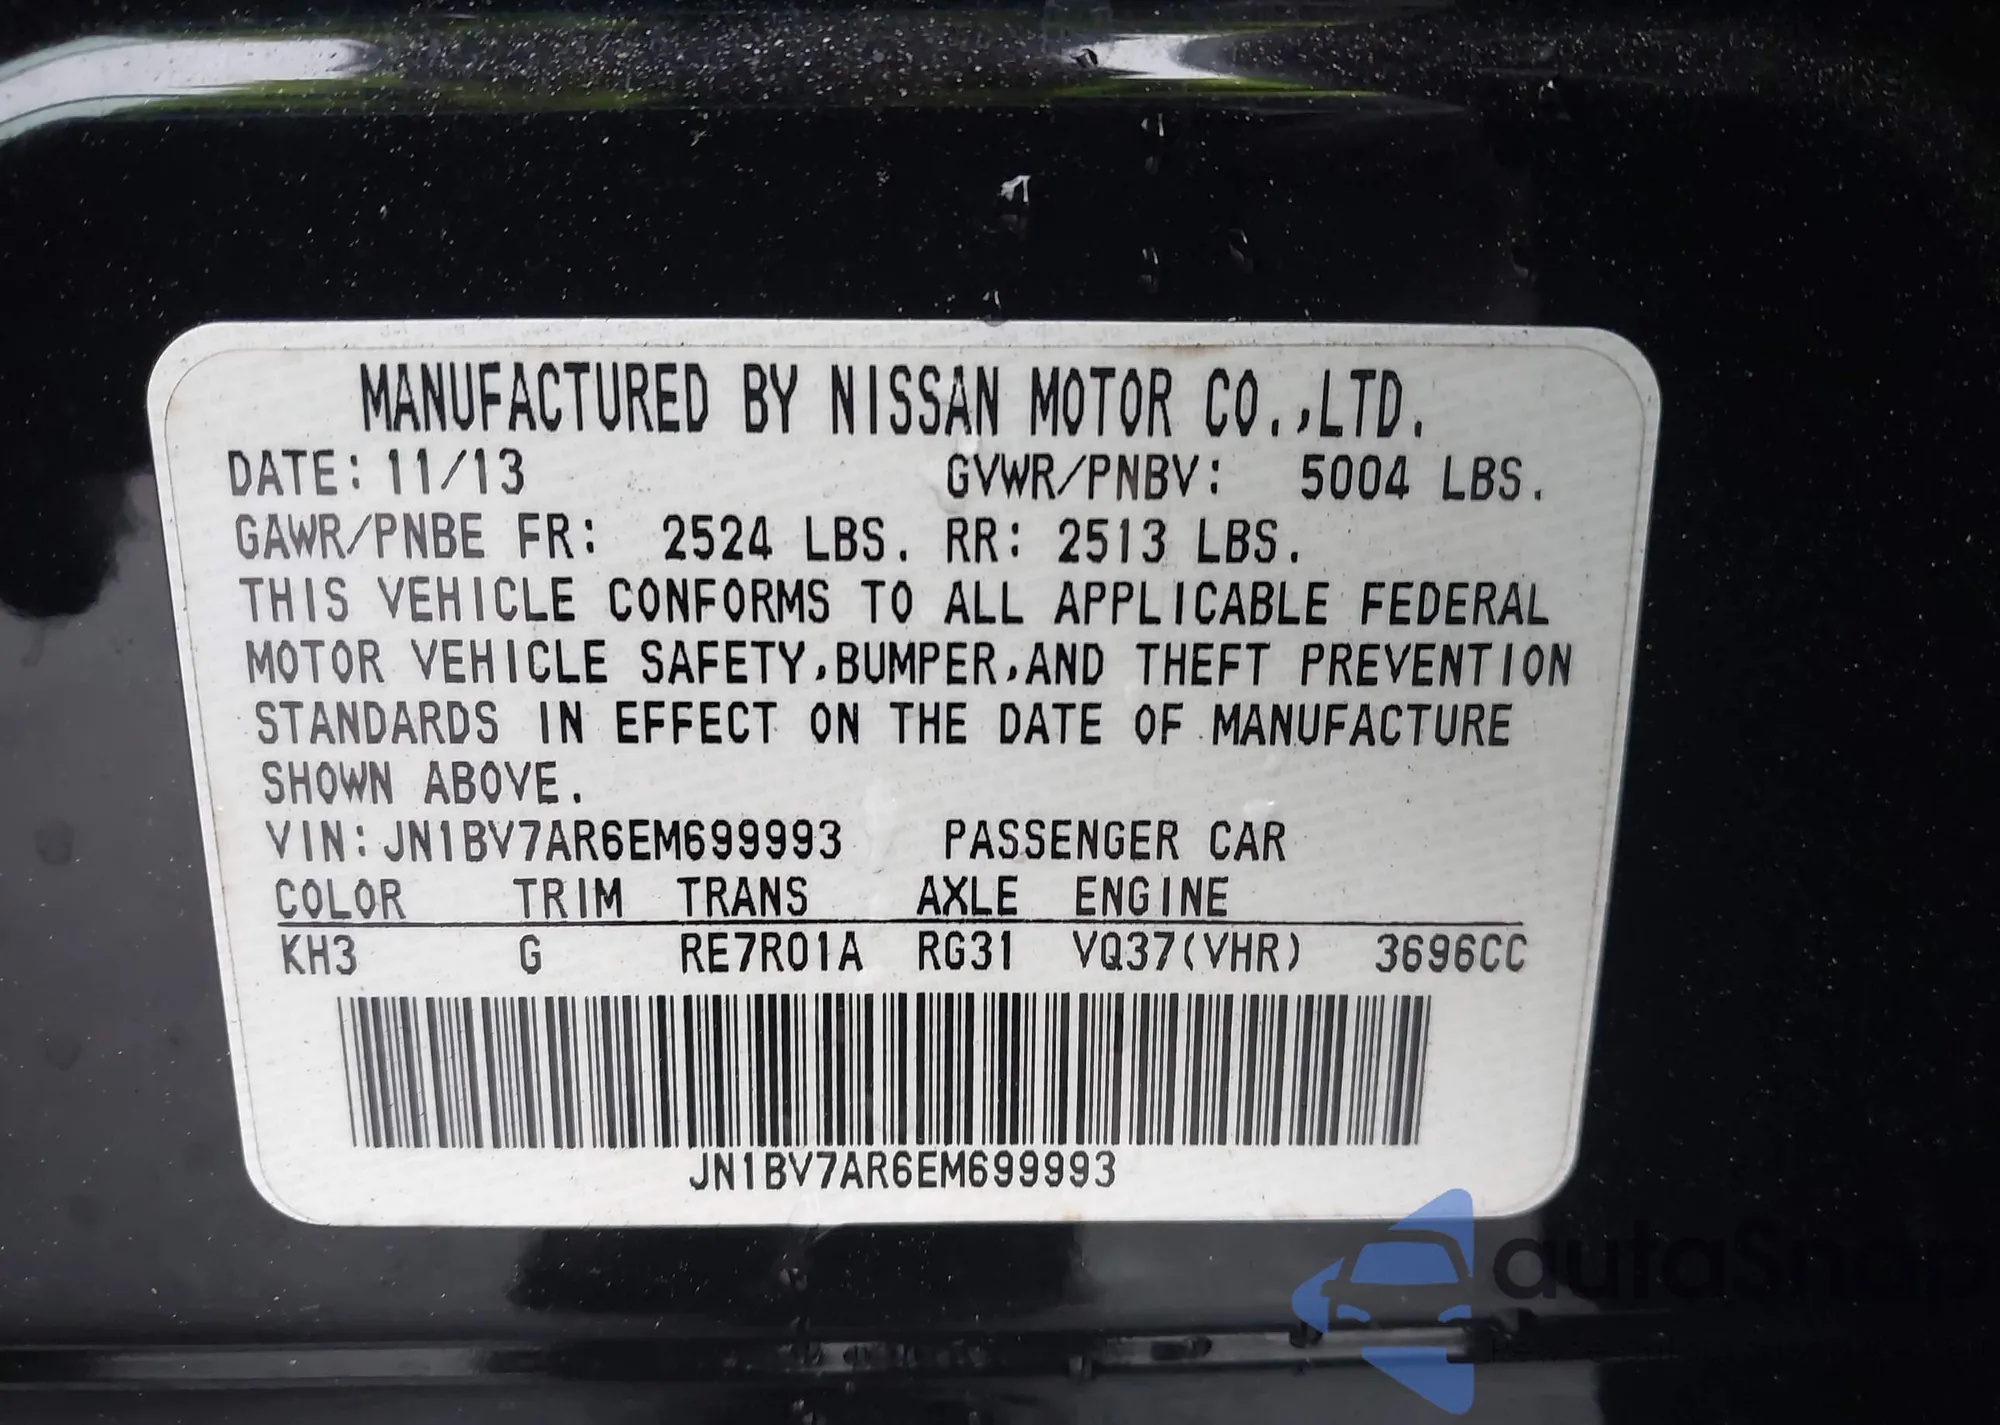 MANUFACTURED BY NISSAN MOTOR CO.,LTD.
DATE: 11/13 GVWR/PNBV: 5004 LBS.
GAWR/PNBE FR: 2524 LBS. RR: 2513 LBS.
THIS VEHICLE CONFORMS TO ALL APPLICABLE FEDERAL
MOTOR VEHICLE SAFETY,BUMPER,AND THEFT PREVENTION
STANDARDS IN EFFECT ON THE DATE OF MANUFACTURE
SHOWN ABOVE.
VIN:JN1BV7AR6EM699993 PASSENGER CAR
COLOR TRIM TRANS AXLE ENGINE
KH3 G RE7R01A RG31 VQ37(VHR) 3696CC
JN1BV7AR6EM699993
autaSnap